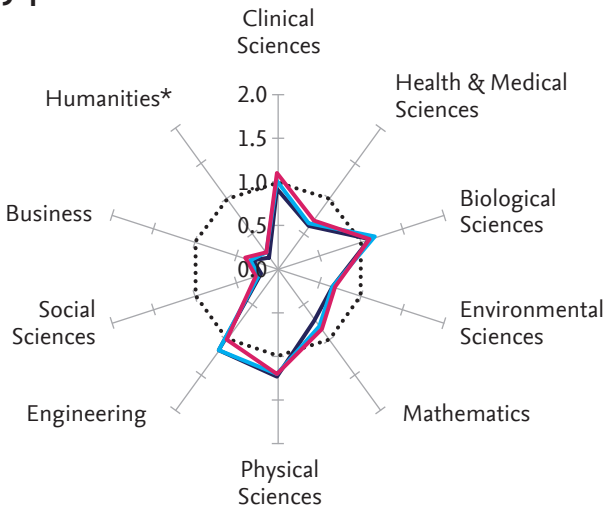 Clinical
Sciences
Health & Medical
Sciences
Humanities*
2.0
1.5
1.0
0.5
0.0
Biological
Sciences
Business
Social
Sciences
Environmental
Sciences
Engineering
Mathematics
Physical
Sciences